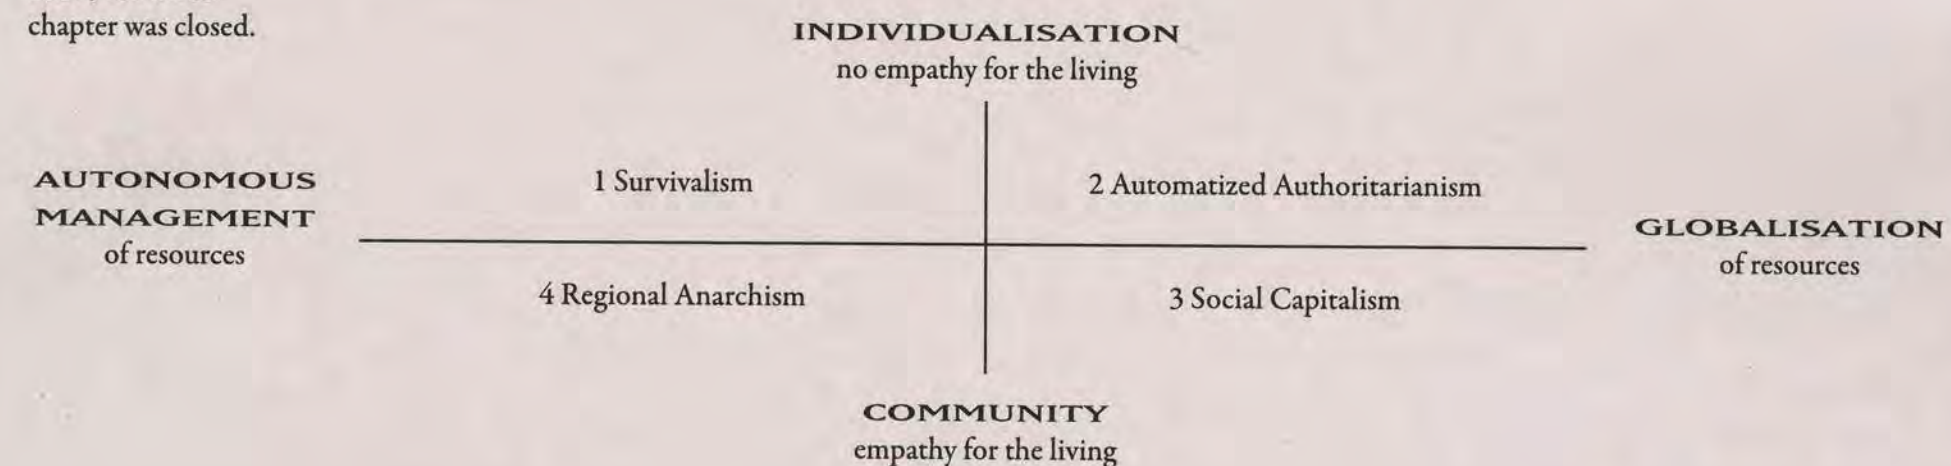 chapter was closed.
INDIVIDUALISATION
no empathy for the living
AUTONOMOUS
MANAGEMENT
of resources
1 Survivalism
2 Automatized Authoritarianism
GLOBALISATION
of resources
4 Regional Anarchism
3 Social Capitalism
COMMUNITY
empathy for the living